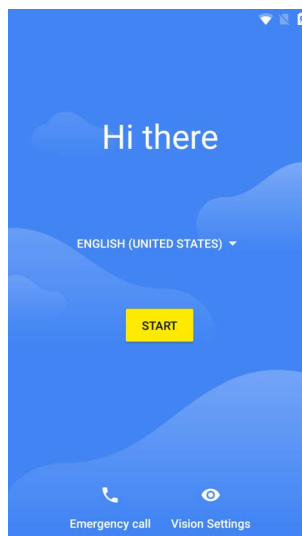 Hi there
ENGLISH (UNITED STATES)
START
Emergency call
Vision Settings